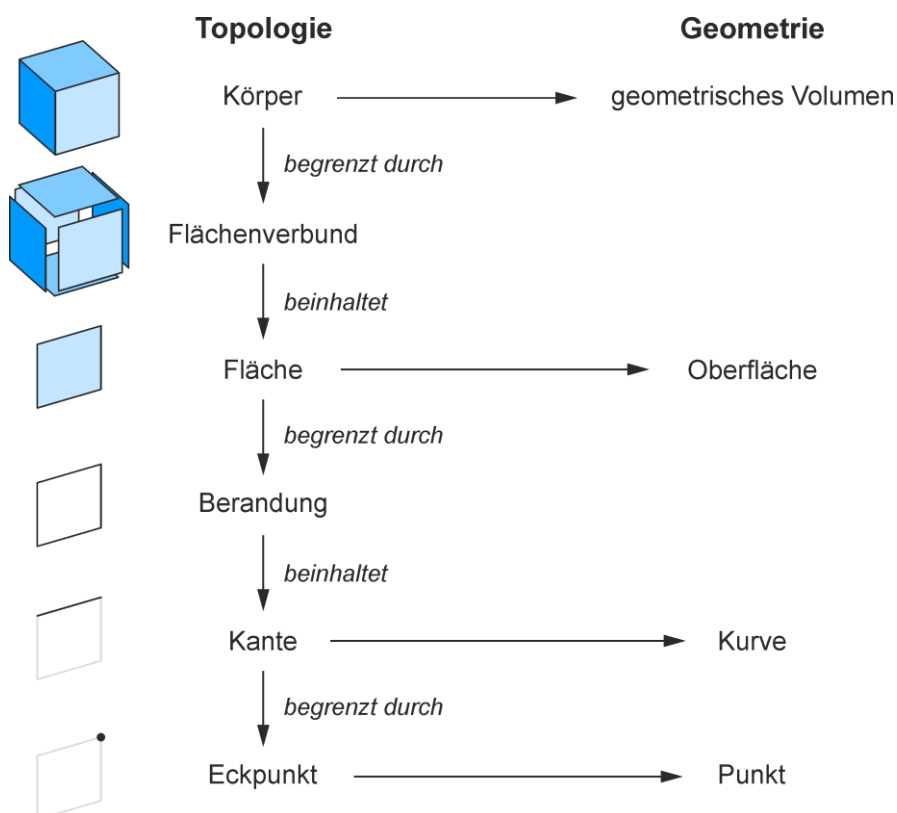 Topologie Geometrie
Körper geometrisches Volumen
begrenzt durch
Flächenverbund
beinhaltet
Fläche Oberfläche
begrenzt durch
Berandung
beinhaltet
Kante Kurve
begrenzt durch
Eckpunkt Punkt